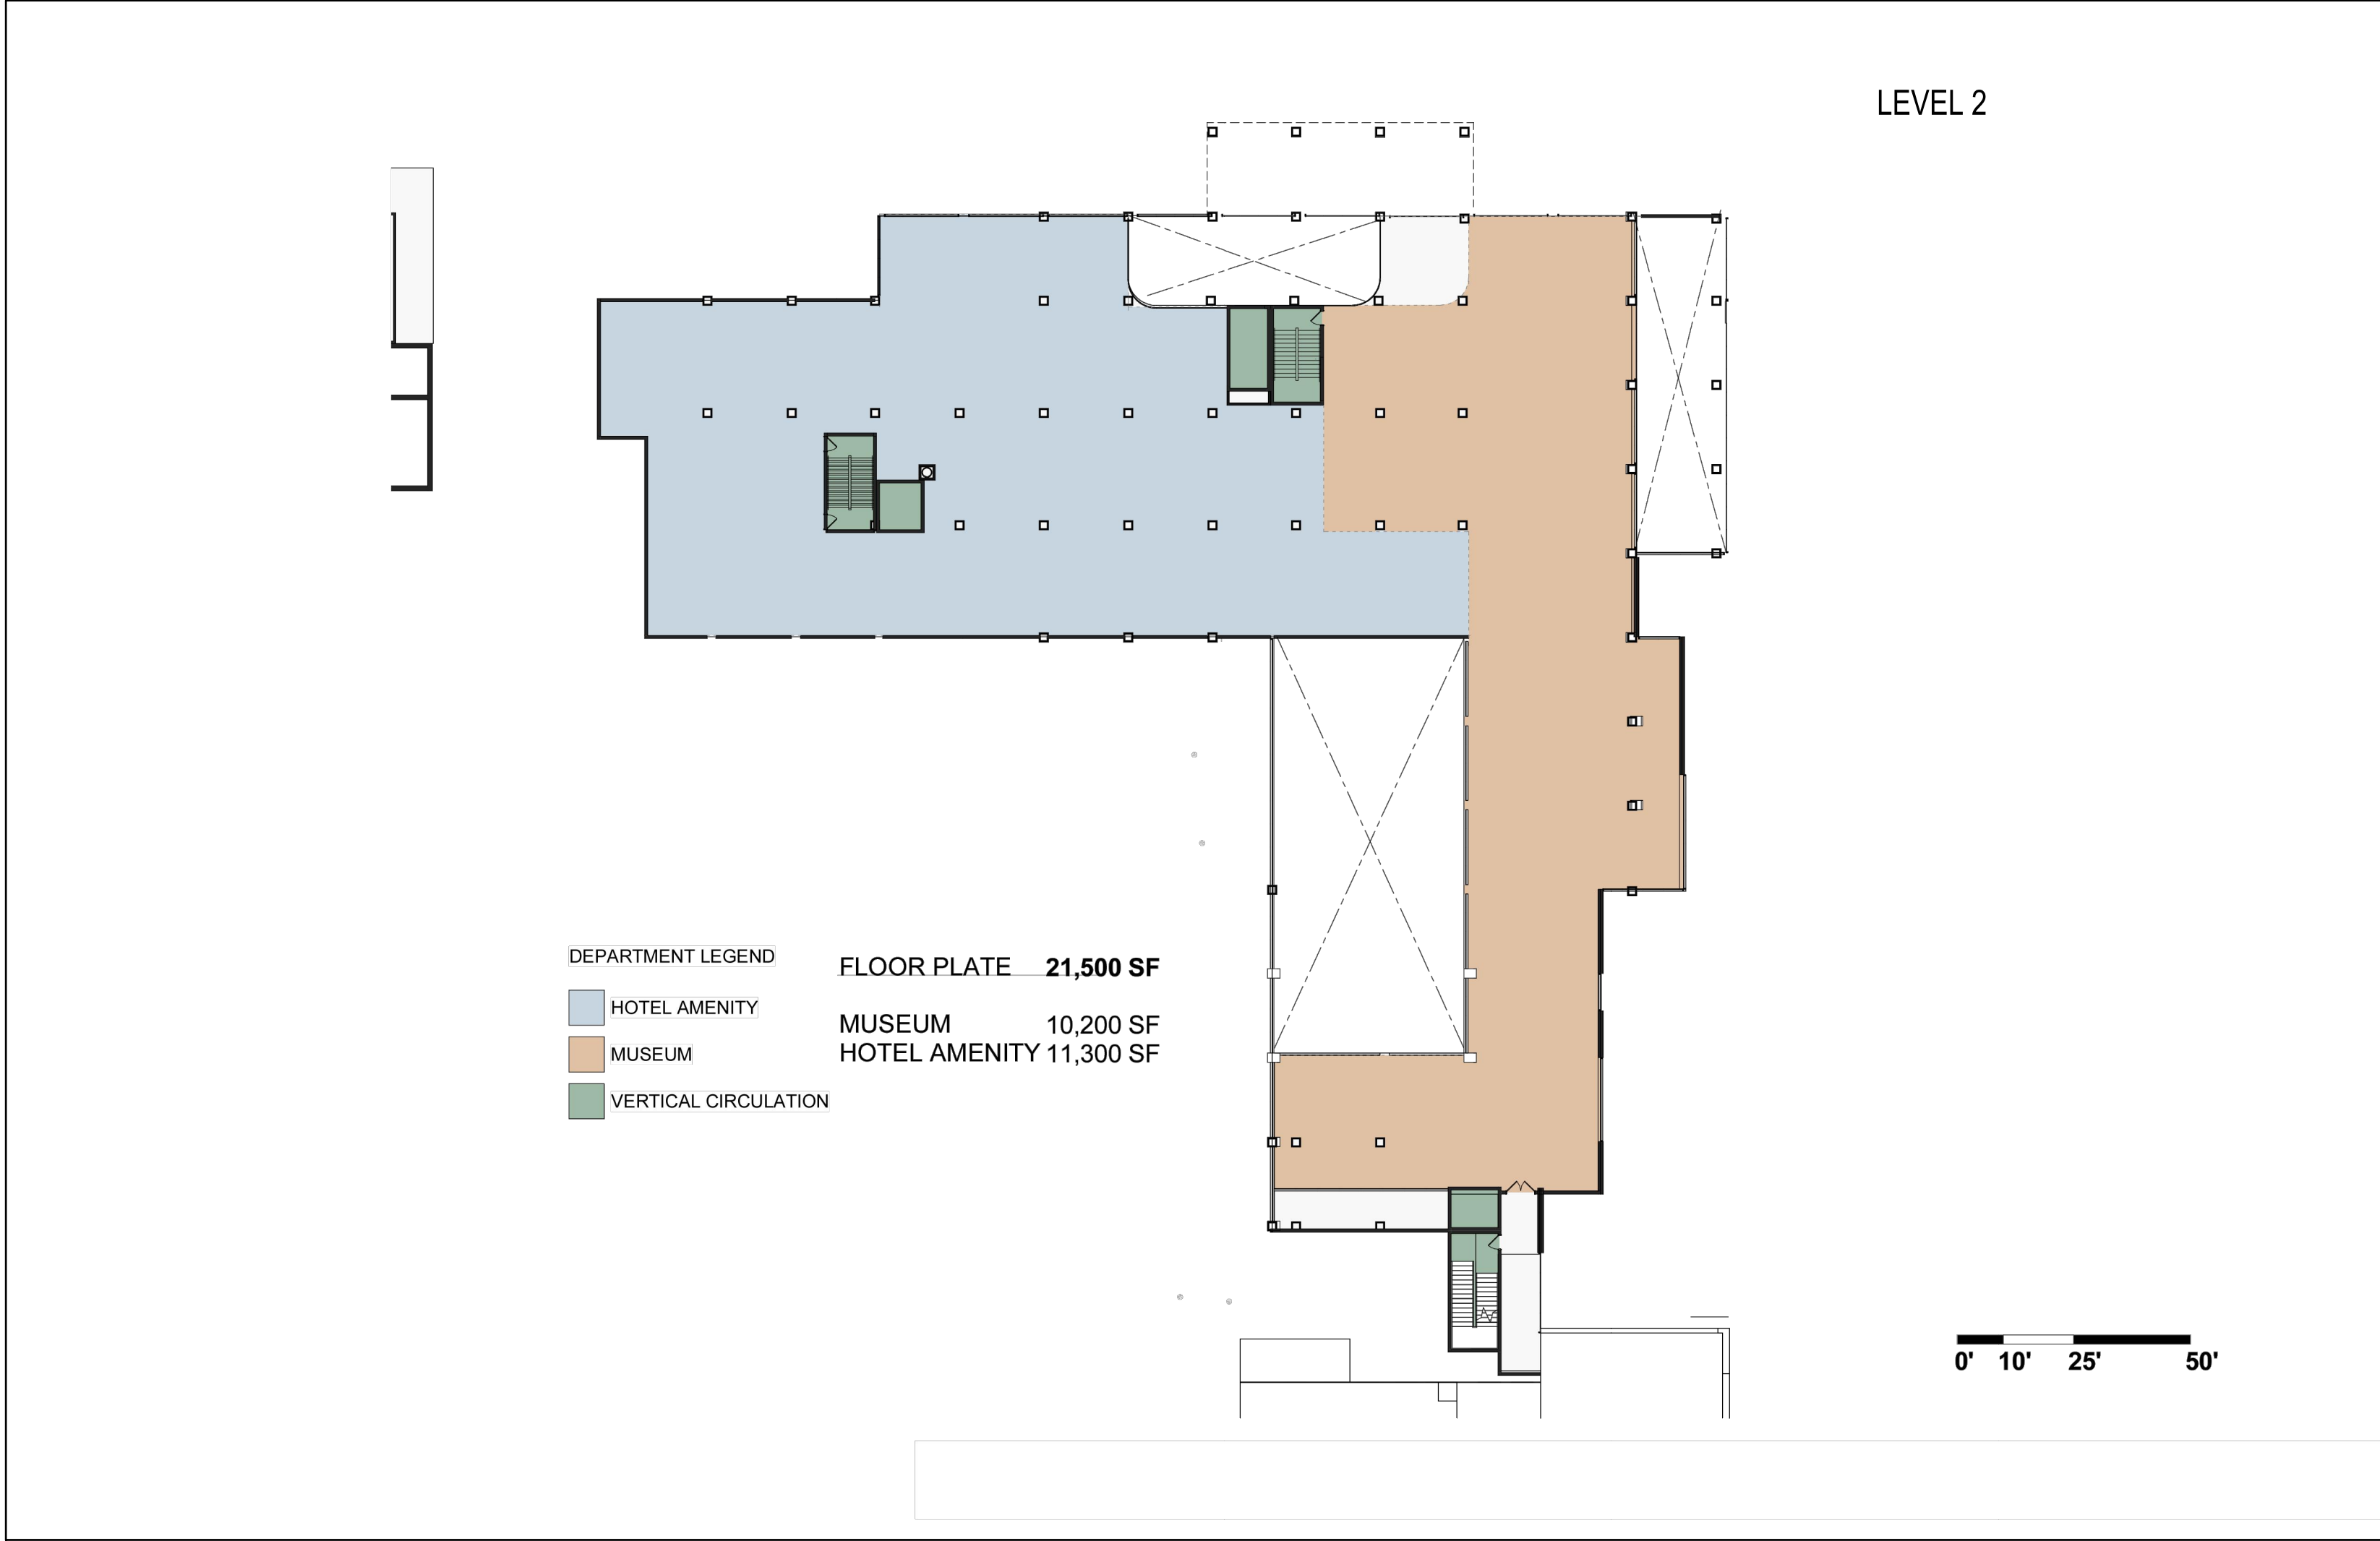 LEVEL 2
DEPARTMENT LEGEND
HOTEL AMENITY
MUSEUM
VERTICAL CIRCULATION
FLOOR PLATE 21,500 SF
MUSEUM 10,200 SF
HOTEL AMENITY 11,300 SF
0' 10' 25' 50'